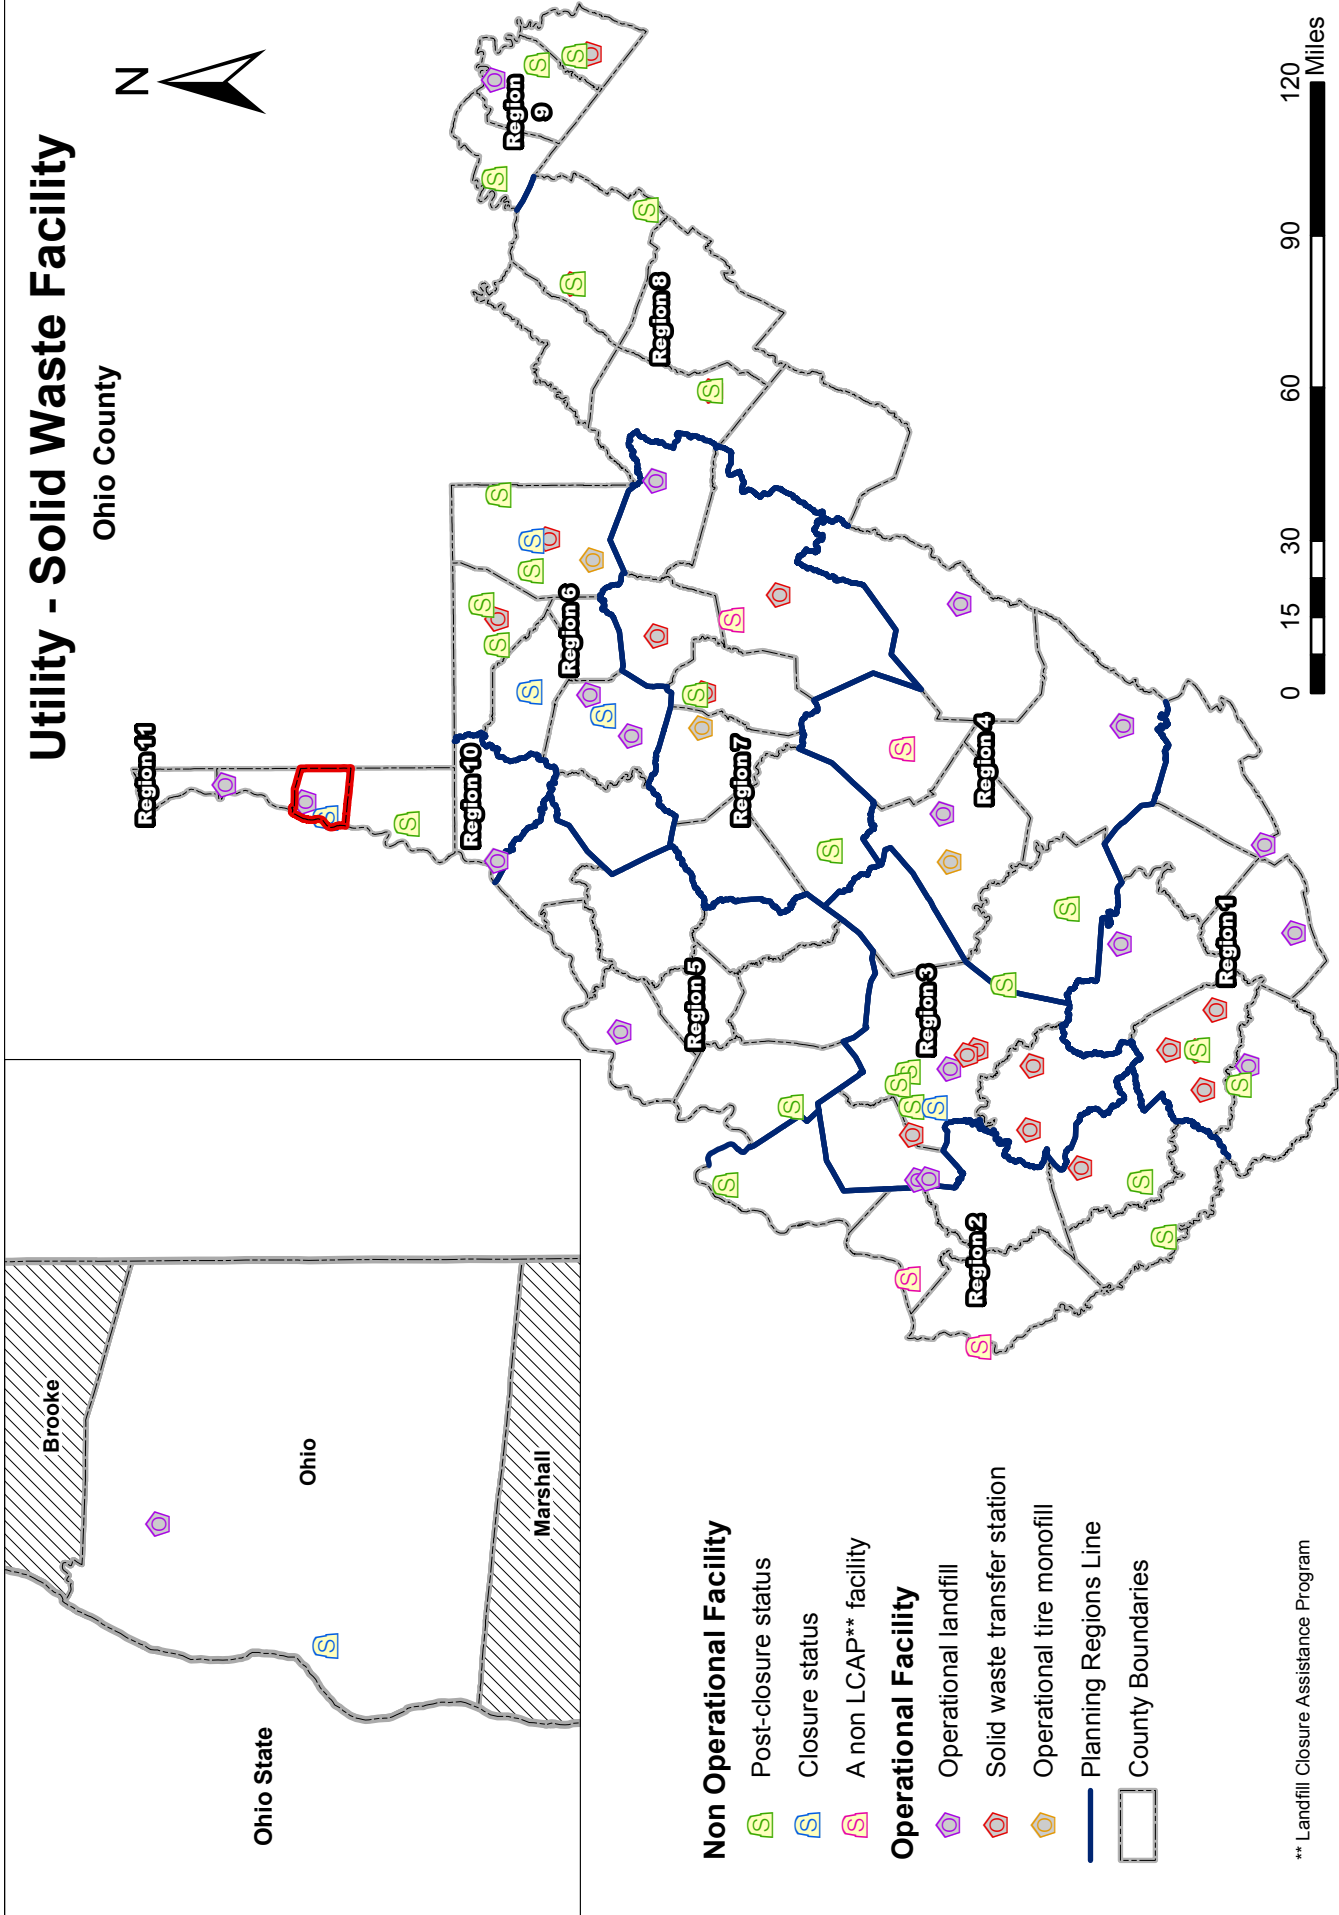 Utility - Solid Waste Facility
Ohio County
N
Brooke
Ohio
Marshall
Ohio State
Region 11
Region 10
Region 6
Region
9
Region 8
Region 7
Region 5
Region 4
Region 3
Region 2
Region 1
Non Operational Facility
Post-closure status
Closure status
A non LCAP** facility
Operational Facility
Operational landfill
Solid waste transfer station
Operational tire monofill
Planning Regions Line
County Boundaries
** Landfill Closure Assistance Program
0 15 30 60 90 120
Miles